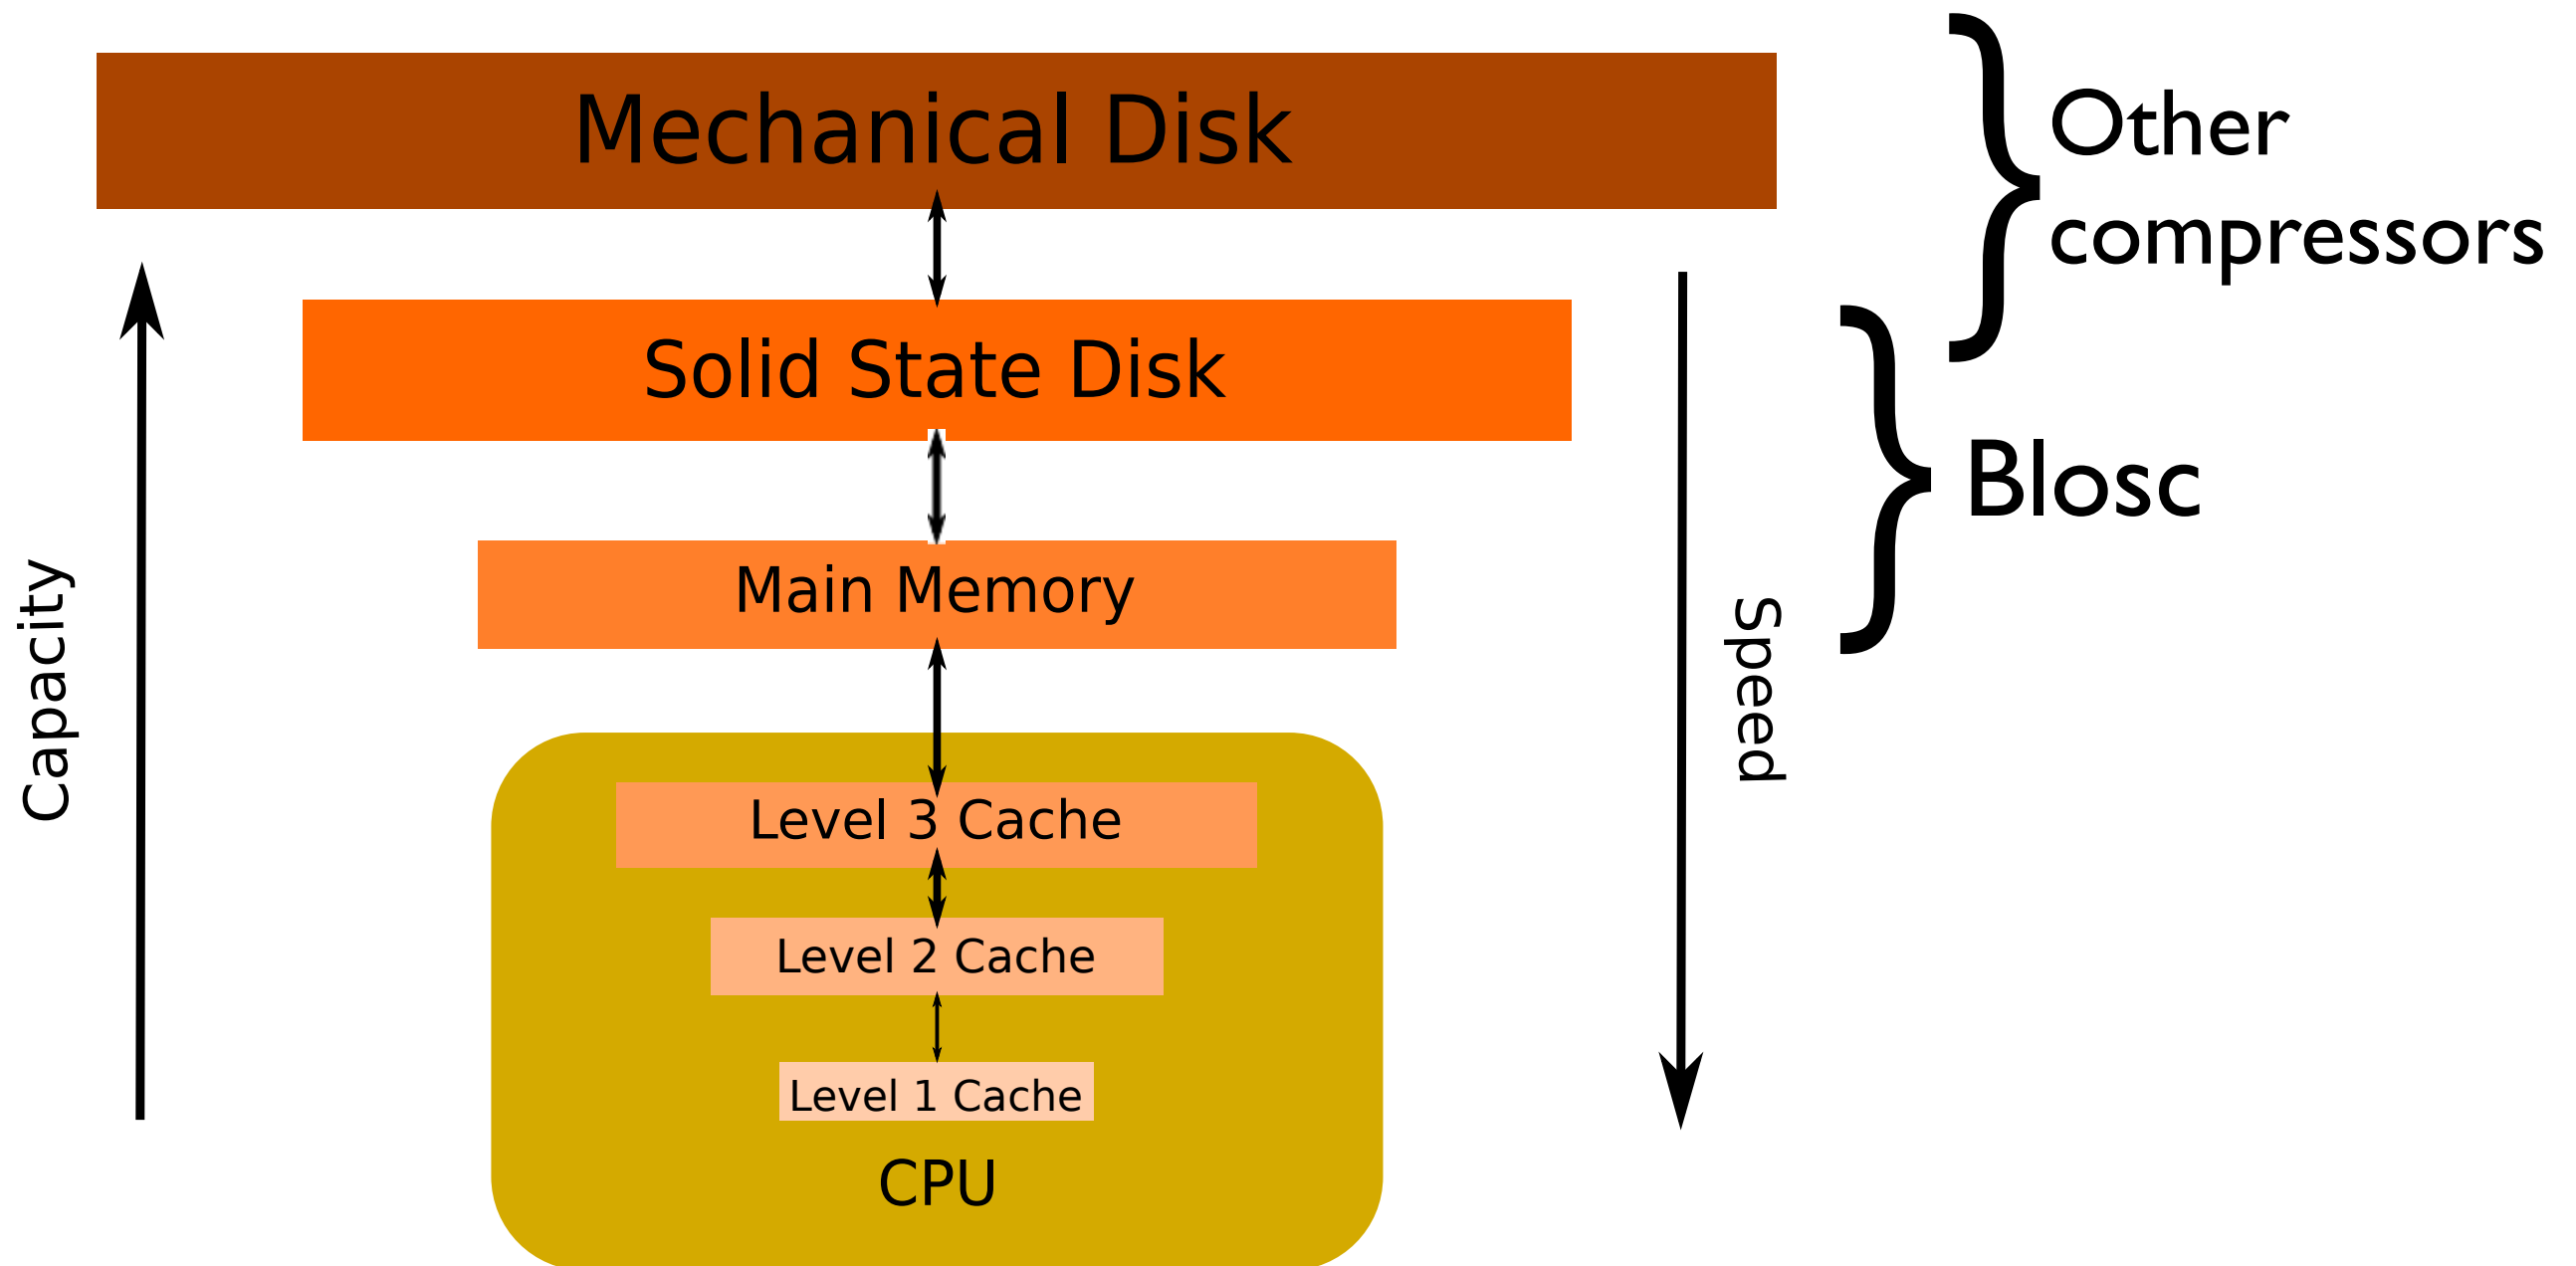 Mechanical Disk
Other
compressors
Solid State Disk
Blosc
Main Memory
Capacity
Speed
Level 3 Cache
Level 2 Cache
Level 1 Cache
CPU